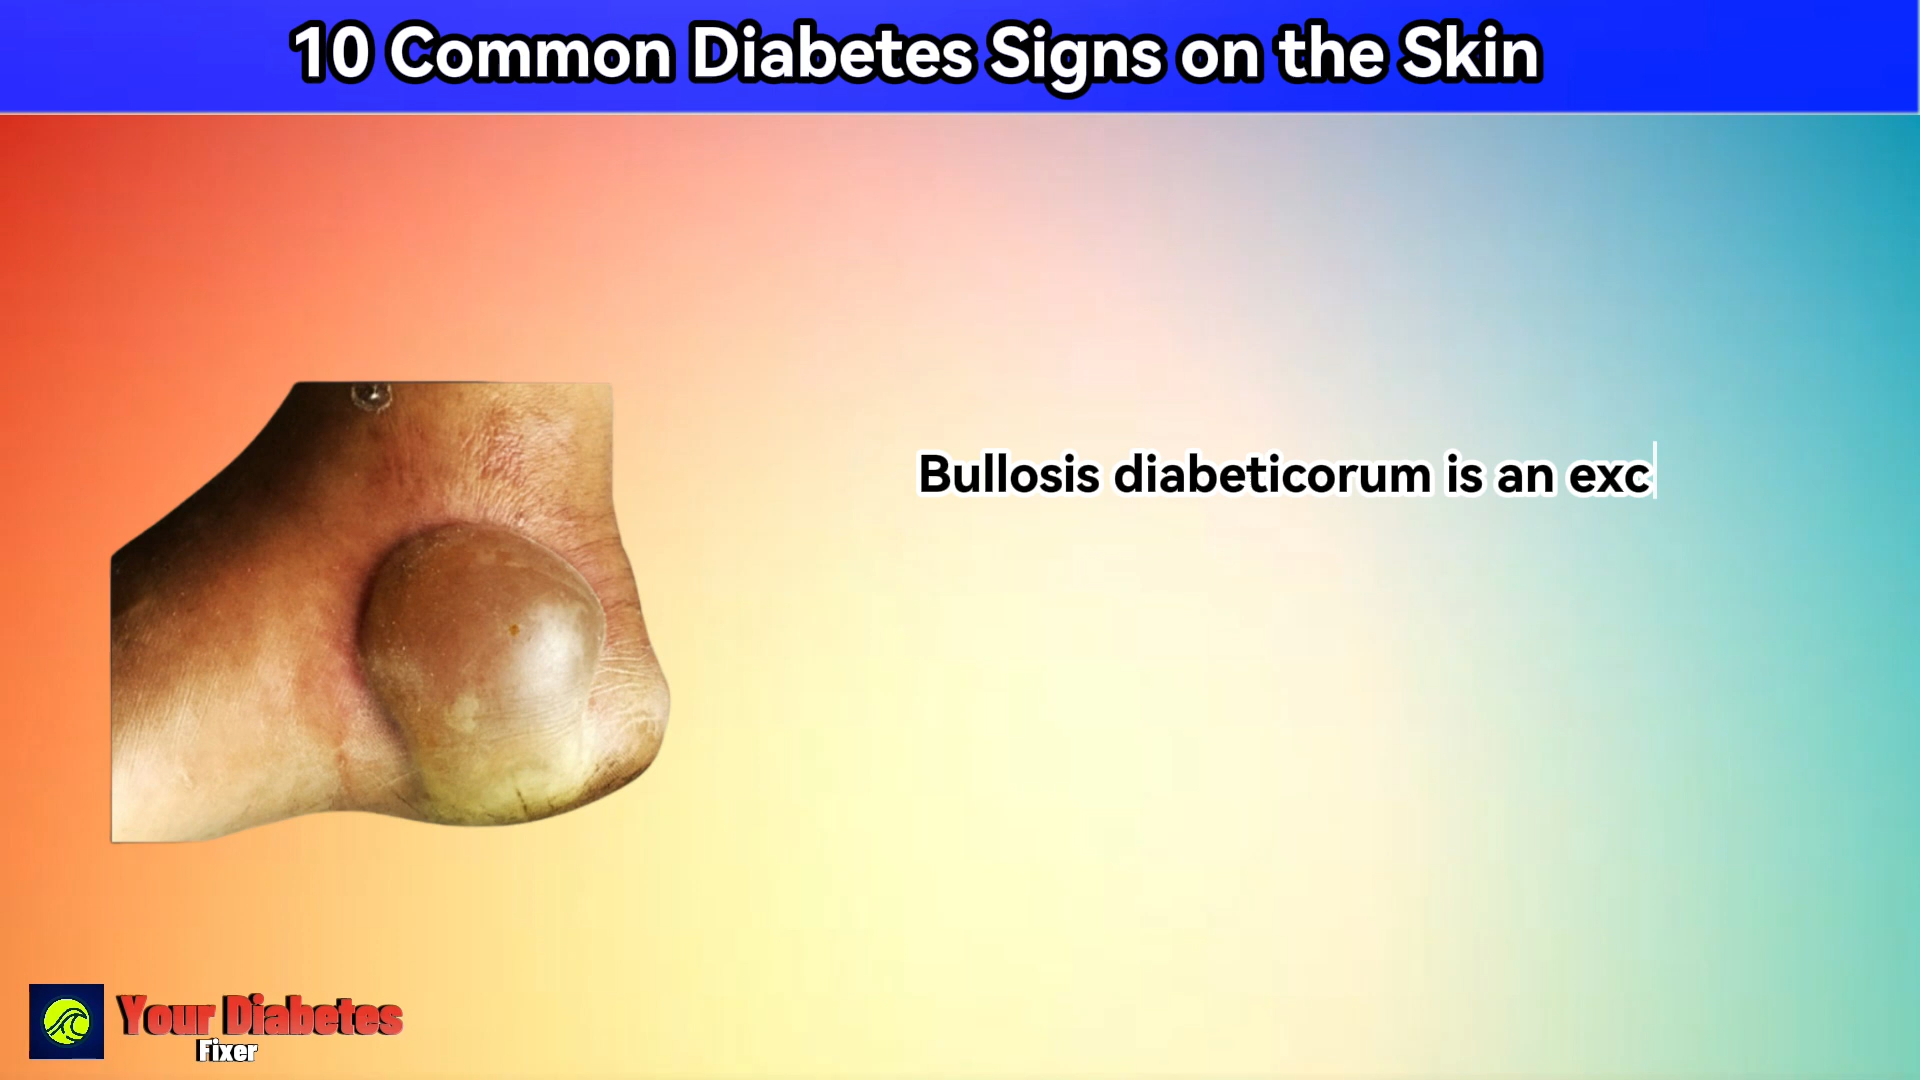 10 Common Diabetes Signs on the Skin
Bullosis diabeticorum is an exc
Your Diabetes
Fixer